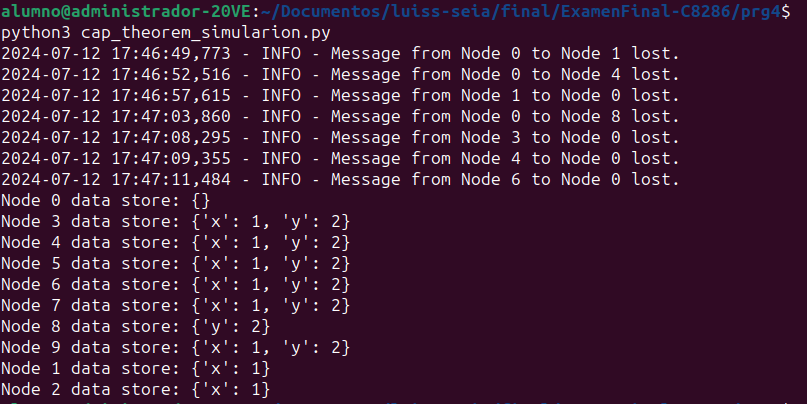 alumno@administrador-20VE:~/Documentos/luiss-seia/final/ExamenFinal-C8286/prg4$
python3 cap_theorem_simularion.py
2024-07-12 17:46:49,773 - INFO - Message from Node 0 to Node 1 lost.
2024-07-12 17:46:52,516 - INFO - Message from Node 0 to Node 4 lost.
2024-07-12 17:46:57,615 - INFO - Message from Node 1 to Node 0 lost.
2024-07-12 17:47:03,860 - INFO - Message from Node 0 to Node 8 lost.
2024-07-12 17:47:08,295 - INFO - Message from Node 3 to Node 0 lost.
2024-07-12 17:47:09,355 - INFO - Message from Node 4 to Node 0 lost.
2024-07-12 17:47:11,484 - INFO - Message from Node 6 to Node 0 lost.
Node 0 data store: {}
Node 3 data store: {'x': 1, 'y': 2}
Node 4 data store: {'x': 1, 'y': 2}
Node 5 data store: {'x': 1, 'y': 2}
Node 6 data store: {'x': 1, 'y': 2}
Node 7 data store: {'x': 1, 'y': 2}
Node 8 data store: {'y': 2}
Node 9 data store: {'x': 1, 'y': 2}
Node 1 data store: {'x': 1}
Node 2 data store: {'x': 1}